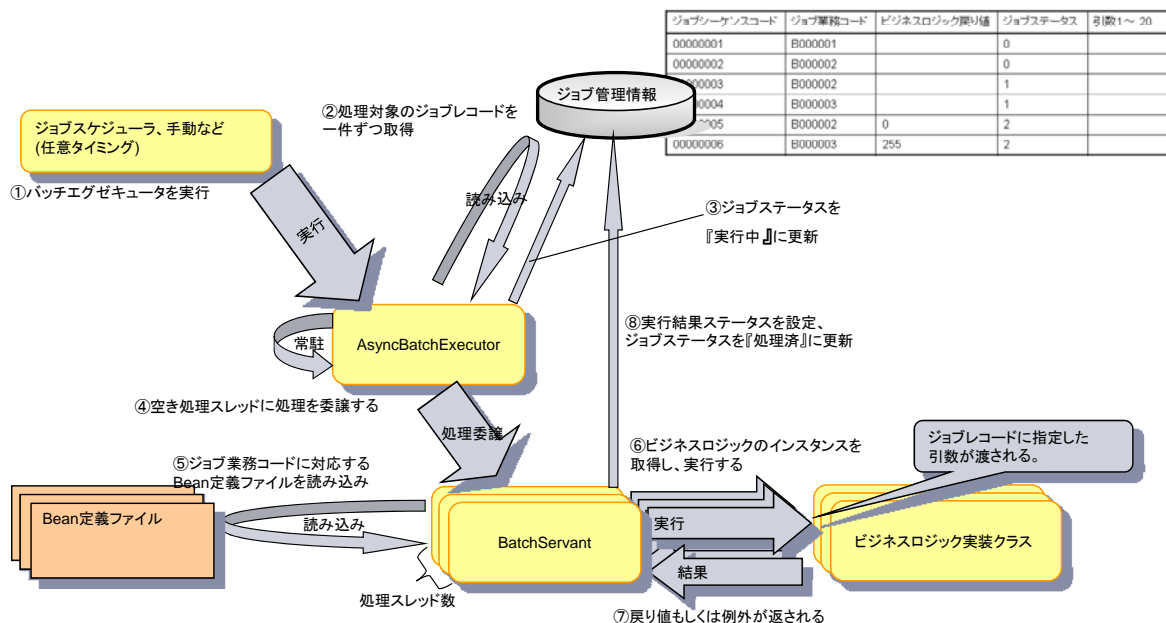 ジョブシーケンスコード ジョブ業務コード ビジネスロジック戻り値 ジョブステータス 引数1～20
00000001 B000001 0
00000002 B000002 0
000003 B000002 1
0004 B000003 1
0005 B000002 0 2
00000006 B000003 255 2
ジョブ管理情報
②処理対象のジョブレコードを
一件ずつ取得
ジョブスケジューラ、手動など
(任意タイミング)
①バッチエグゼキュータを実行
読み込み
③ジョブステータスを
『実行中』に更新
実行
AsyncBatchExecutor
常駐
⑧実行結果ステータスを設定、
ジョブステータスを『処理済』に更新
④空き処理スレッドに処理を委譲する
処理委譲
⑥ビジネスロジックのインスタンスを
取得し、実行する
ジョブレコードに指定した
引数が渡される。
⑤ジョブ業務コードに対応する
Bean定義ファイルを読み込み
Bean定義ファイル
読み込み
BatchServant
実行
ビジネスロジック実装クラス
結果
処理スレッド数
⑦戻り値もしくは例外が返される